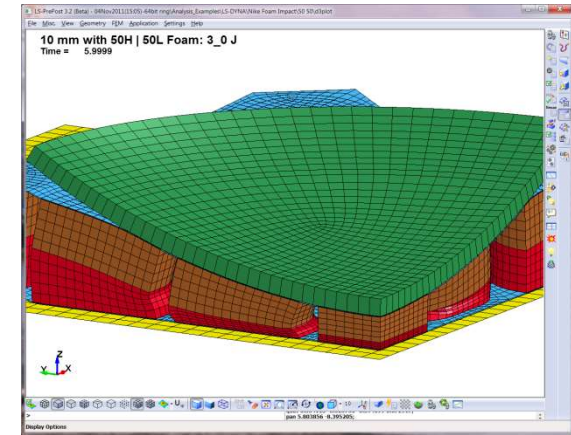 LS-PrePost 3.2 (Beta) - 04Nov2011(15:05)-64bit ring\Analysis_Examples\LS-DYNA\Nike Foam Impact\50 50\d3plot
File Misc. View Geometry FEM Application Settings Help
10 mm with 50H | 50L Foam: 3_0 J
Time = 5.9999
Z
Y X
>
pan 5.803856 -8.395205;
Display Options